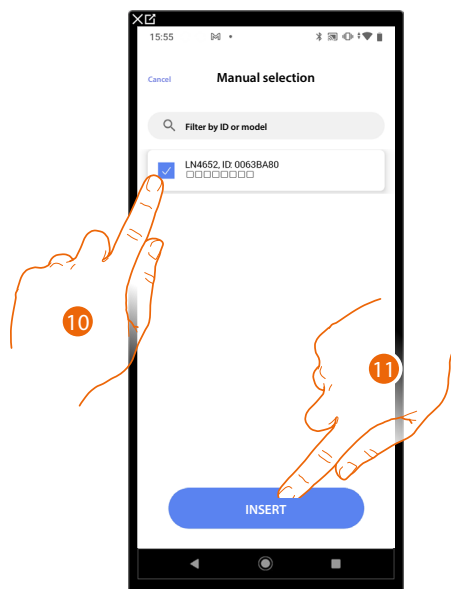 15:55
Cancel
Manual selection
Filter by ID or model
LN4652, ID: 0063BA80
□□□□□□□□
10
11
INSERT